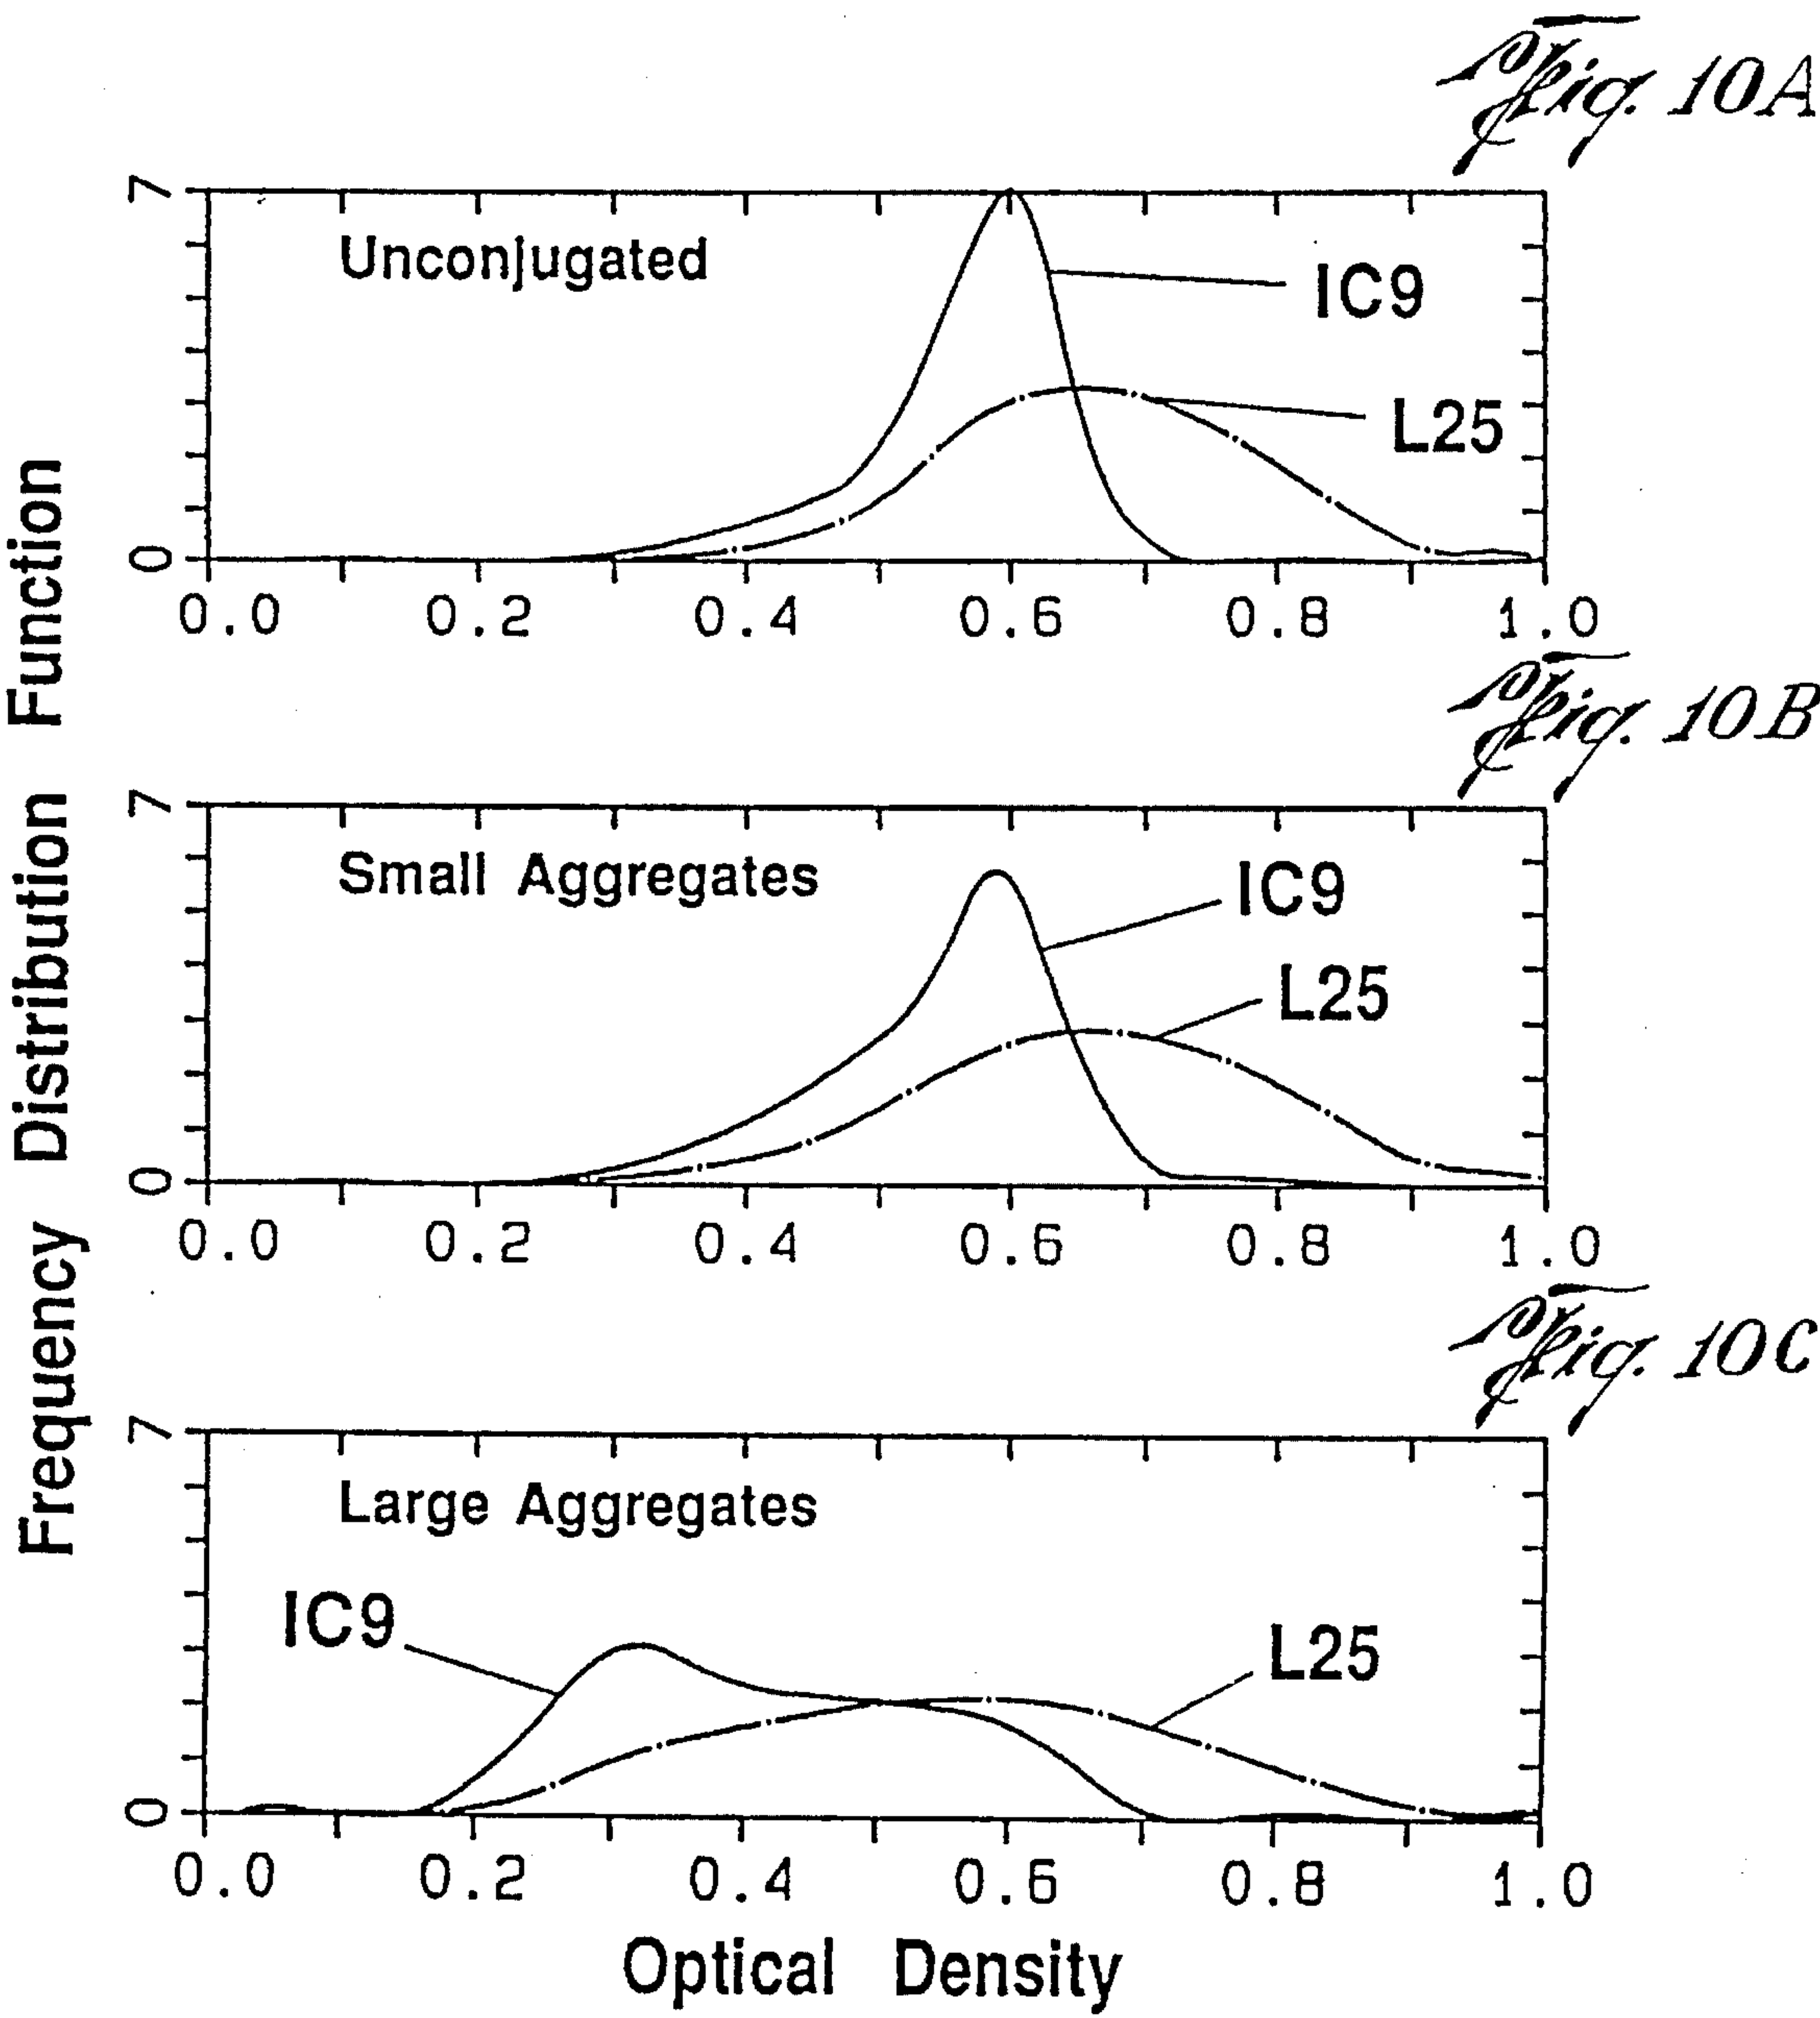 Fig. 10A
7
Unconjugated
IC9
L25
0
0.0 0.2 0.4 0.6 0.8 1.0
Fig. 10B
7
Small Aggregates
IC9
L25
0
0.0 0.2 0.4 0.6 0.8 1.0
Fig. 10C
7
Large Aggregates
IC9
L25
0
0.0 0.2 0.4 0.6 0.8 1.0
Optical Density
Frequency Distribution Function